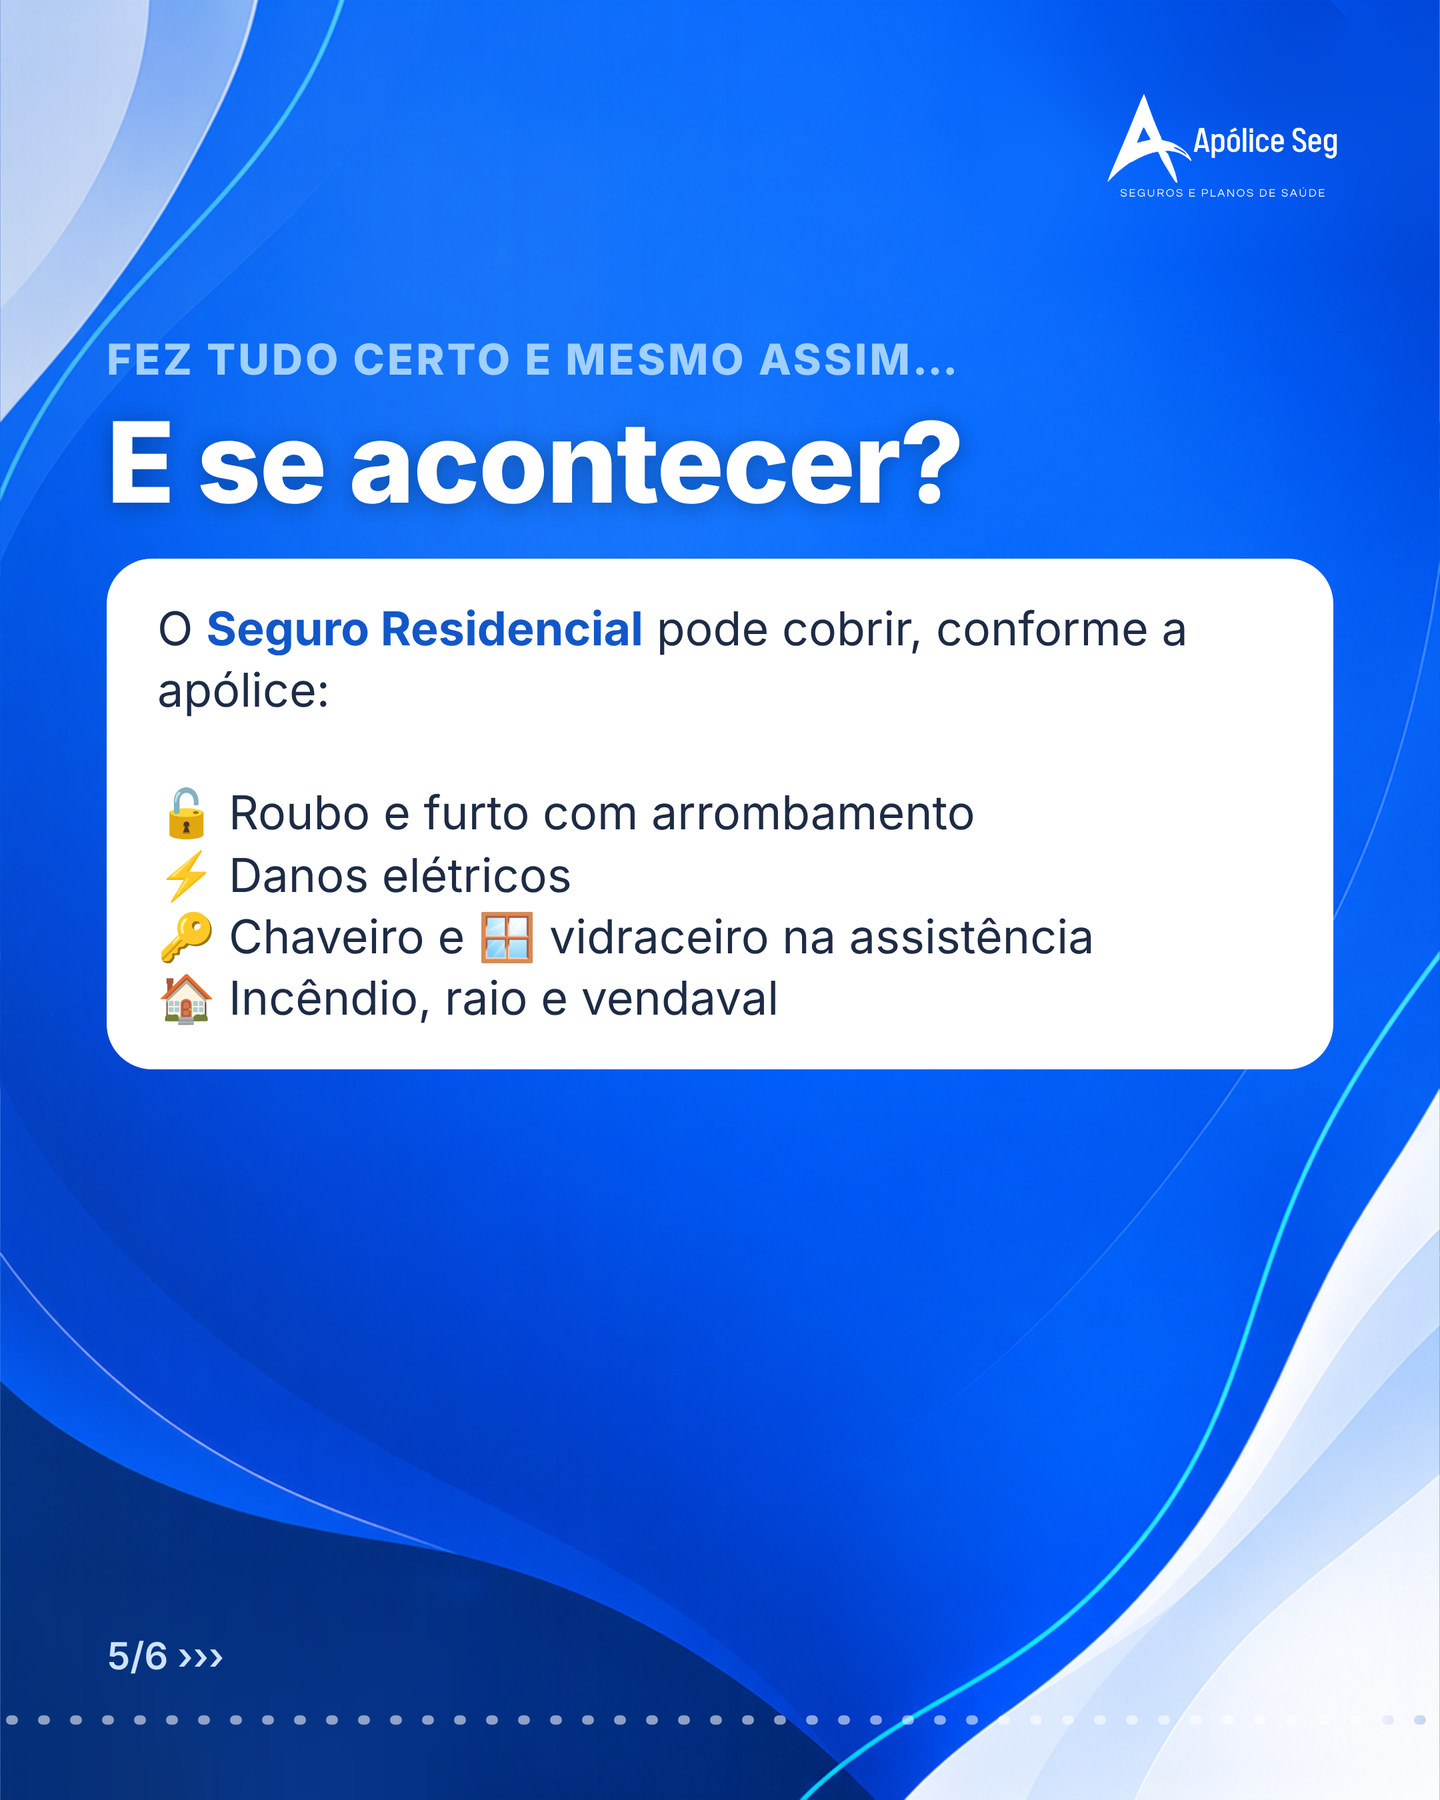 Apólice Seg
SEGUROS E PLANOS DE SAÚDE
FEZ TUDO CERTO E MESMO ASSIM...
E se acontecer?
O Seguro Residencial pode cobrir, conforme a
apólice:
🔓 Roubo e furto com arrombamento
⚡ Danos elétricos
🔑 Chaveiro e 🪟 vidraceiro na assistência
🏠 Incêndio, raio e vendaval
5/6 ›››